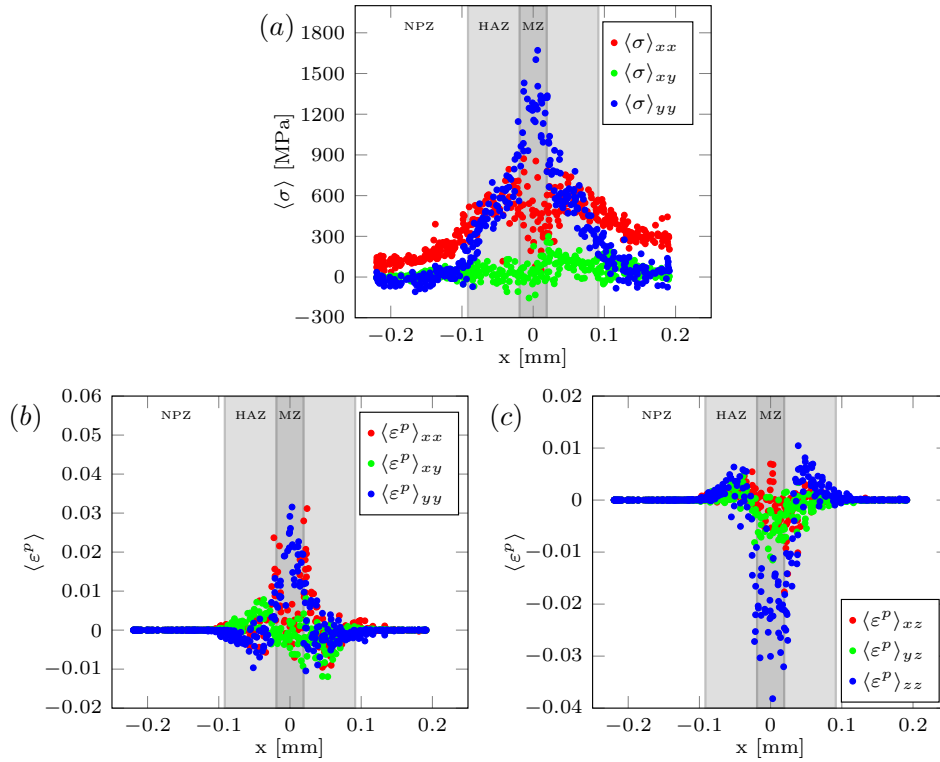 (a)
NPZ HAZ MZ
⟨σ⟩xx
⟨σ⟩xy
⟨σ⟩yy
1800
1500
1200
900
600
300
0
−300
⟨σ⟩ [MPa]
−0.2 −0.1 0 0.1 0.2
x [mm]
(b)
NPZ HAZ MZ
⟨εᵖ⟩xx
⟨εᵖ⟩xy
⟨εᵖ⟩yy
0.06
0.05
0.04
0.03
0.02
0.01
0
−0.01
−0.02
⟨εᵖ⟩
−0.2 −0.1 0 0.1 0.2
x [mm]
(c)
NPZ HAZ MZ
0.02
0.01
0
−0.01
−0.02
−0.03
−0.04
⟨εᵖ⟩
⟨εᵖ⟩xz
⟨εᵖ⟩yz
⟨εᵖ⟩zz
−0.2 −0.1 0 0.1 0.2
x [mm]